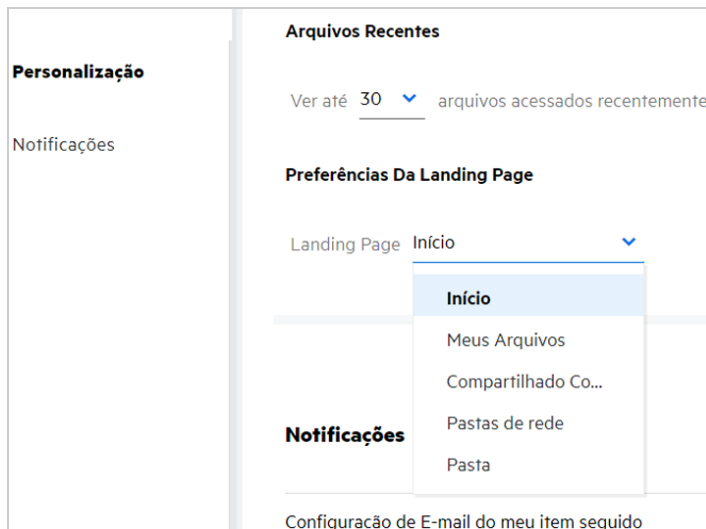 Personalização
Notificações
Arquivos Recentes
Ver até 30 arquivos acessados recentemente
Preferências Da Landing Page
Landing Page Início
Início
Meus Arquivos
Compartilhado Co...
Pastas de rede
Pasta
Notificações
Configuração de E-mail do meu item seguido